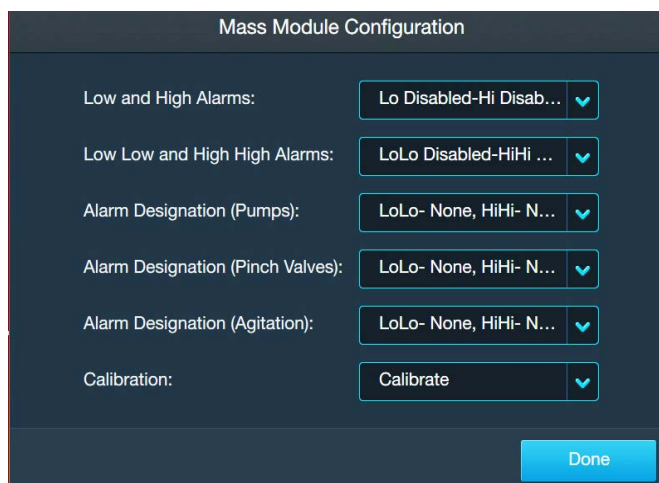 Mass Module Configuration
Low and High Alarms: Lo Disabled-Hi Disab...
Low Low and High High Alarms: LoLo Disabled-HiHi ...
Alarm Designation (Pumps): LoLo- None, HiHi- N...
Alarm Designation (Pinch Valves): LoLo- None, HiHi- N...
Alarm Designation (Agitation): LoLo- None, HiHi- N...
Calibration: Calibrate
Done